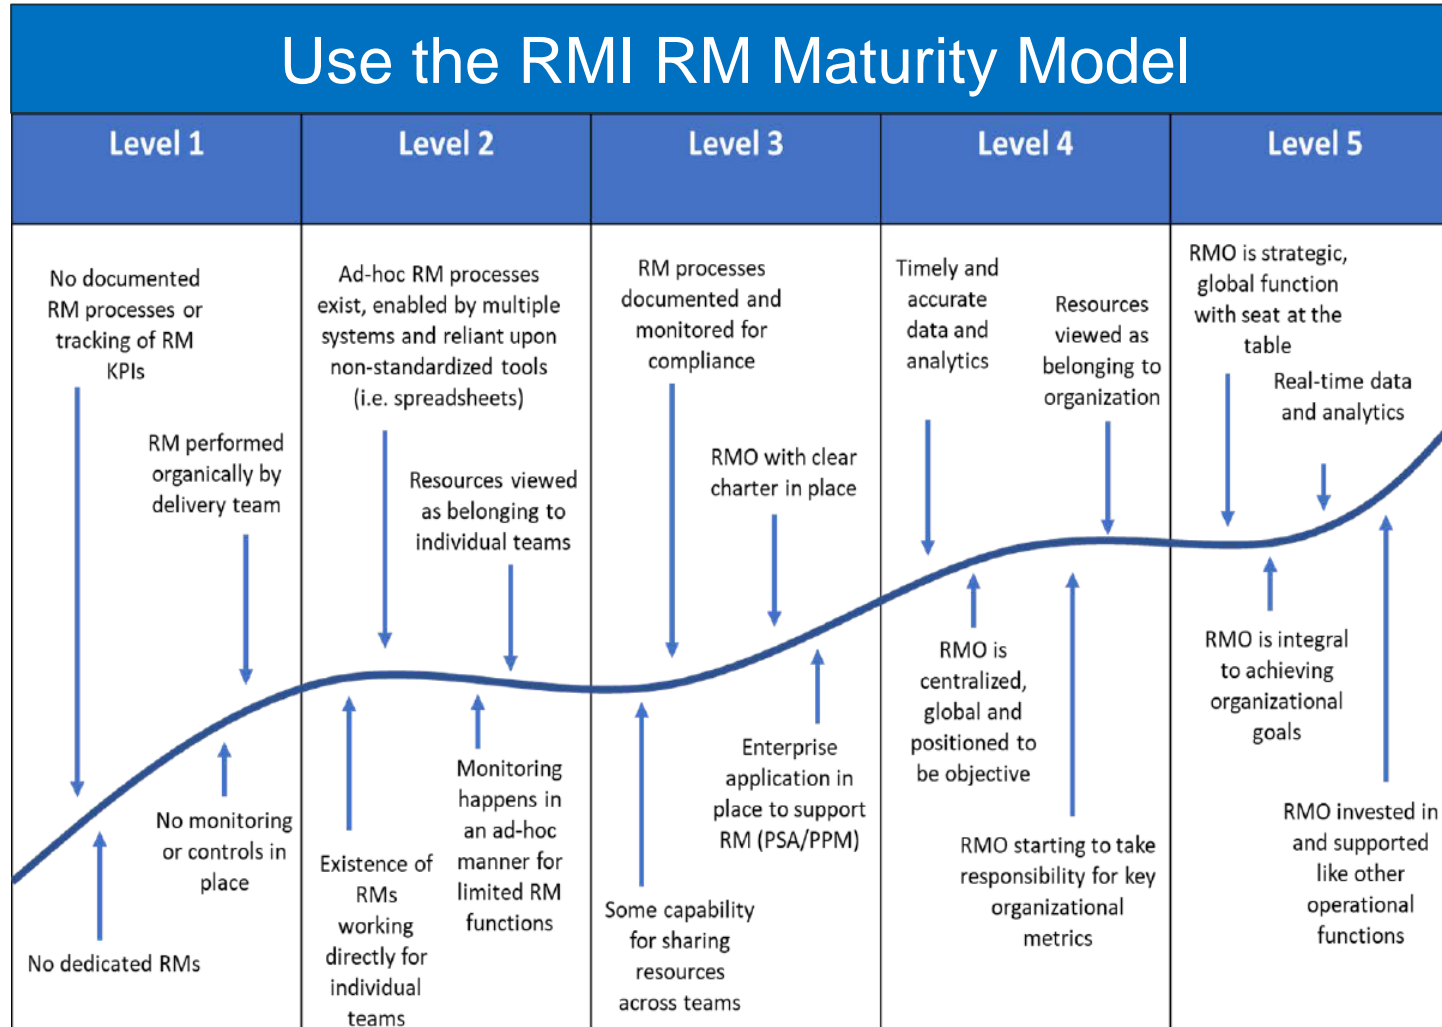 Use the RMI RM Maturity Model
Level 1
Level 2
Level 3
Level 4
Level 5
No documented
RM processes or
tracking of RM
KPIs
RM performed
organically by
delivery team
No monitoring
or controls in
place
No dedicated RMs
Ad-hoc RM processes
exist, enabled by multiple
systems and reliant upon
non-standardized tools
(i.e. spreadsheets)
Resources viewed
as belonging to
individual teams
Existence of
RMs
working
directly for
individual
teams
Monitoring
happens in
an ad-hoc
manner for
limited RM
functions
RM processes
documented and
monitored for
compliance
RMO with clear
charter in place
Some capability
for sharing
resources
across teams
Enterprise
application in
place to support
RM (PSA/PPM)
Timely and
accurate
data and
analytics
Resources
viewed as
belonging to
organization
RMO is
centralized,
global and
positioned to
be objective
RMO starting to take
responsibility for key
organizational
metrics
RMO is strategic,
global function
with seat at the
table
Real-time data
and analytics
RMO is integral
to achieving
organizational
goals
RMO invested in
and supported
like other
operational
functions